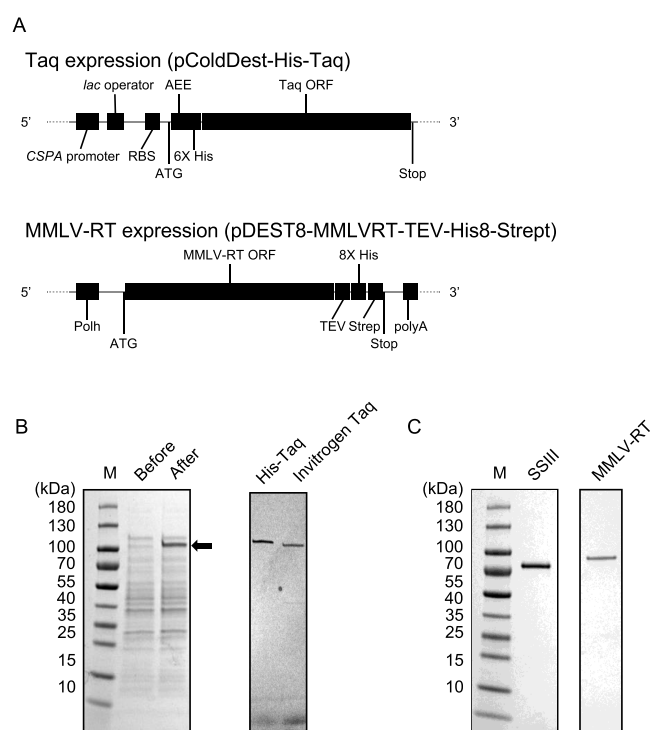 A
Taq expression (pColdDest-His-Taq)
lac operator AEE Taq ORF
5’ 3’
CSPA promoter RBS 6X His
ATG Stop
MMLV-RT expression (pDEST8-MMLVRT-TEV-His8-Strept)
MMLV-RT ORF 8X His
5’ 3’
Polh TEV Strep polyA
ATG Stop
B
M Before After His-Taq Invitrogen Taq
(kDa)
180
130
100
70
55
40
35
25
15
10
C
M SSIII MMLV-RT
(kDa)
180
130
100
70
55
40
35
25
15
10